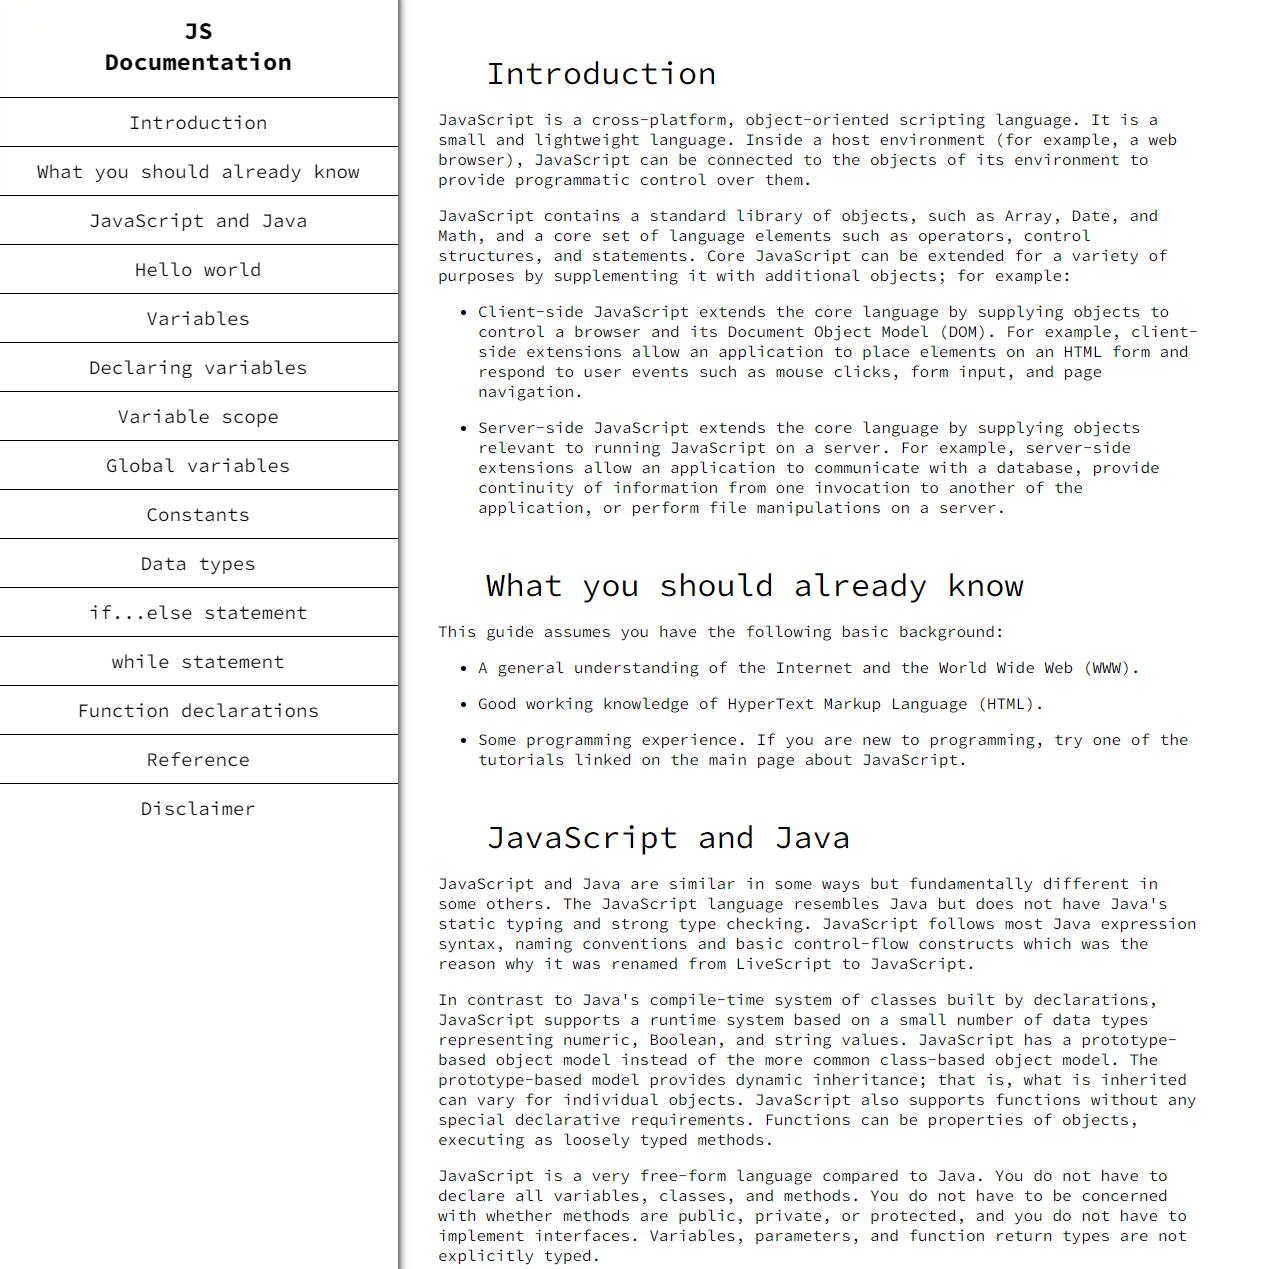 JS
Documentation
Introduction
What you should already know
JavaScript and Java
Hello world
Variables
Declaring variables
Variable scope
Global variables
Constants
Data types
if...else statement
while statement
Function declarations
Reference
Disclaimer
Introduction
JavaScript is a cross-platform, object-oriented scripting language. It is a
small and lightweight language. Inside a host environment (for example, a web
browser), JavaScript can be connected to the objects of its environment to
provide programmatic control over them.
JavaScript contains a standard library of objects, such as Array, Date, and
Math, and a core set of language elements such as operators, control
structures, and statements. Core JavaScript can be extended for a variety of
purposes by supplementing it with additional objects; for example:
• Client-side JavaScript extends the core language by supplying objects to
control a browser and its Document Object Model (DOM). For example, client-
side extensions allow an application to place elements on an HTML form and
respond to user events such as mouse clicks, form input, and page
navigation.
• Server-side JavaScript extends the core language by supplying objects
relevant to running JavaScript on a server. For example, server-side
extensions allow an application to communicate with a database, provide
continuity of information from one invocation to another of the
application, or perform file manipulations on a server.
What you should already know
This guide assumes you have the following basic background:
• A general understanding of the Internet and the World Wide Web (WWW).
• Good working knowledge of HyperText Markup Language (HTML).
• Some programming experience. If you are new to programming, try one of the
tutorials linked on the main page about JavaScript.
JavaScript and Java
JavaScript and Java are similar in some ways but fundamentally different in
some others. The JavaScript language resembles Java but does not have Java's
static typing and strong type checking. JavaScript follows most Java expression
syntax, naming conventions and basic control-flow constructs which was the
reason why it was renamed from LiveScript to JavaScript.
In contrast to Java's compile-time system of classes built by declarations,
JavaScript supports a runtime system based on a small number of data types
representing numeric, Boolean, and string values. JavaScript has a prototype-
based object model instead of the more common class-based object model. The
prototype-based model provides dynamic inheritance; that is, what is inherited
can vary for individual objects. JavaScript also supports functions without any
special declarative requirements. Functions can be properties of objects,
executing as loosely typed methods.
JavaScript is a very free-form language compared to Java. You do not have to
declare all variables, classes, and methods. You do not have to be concerned
with whether methods are public, private, or protected, and you do not have to
implement interfaces. Variables, parameters, and function return types are not
explicitly typed.